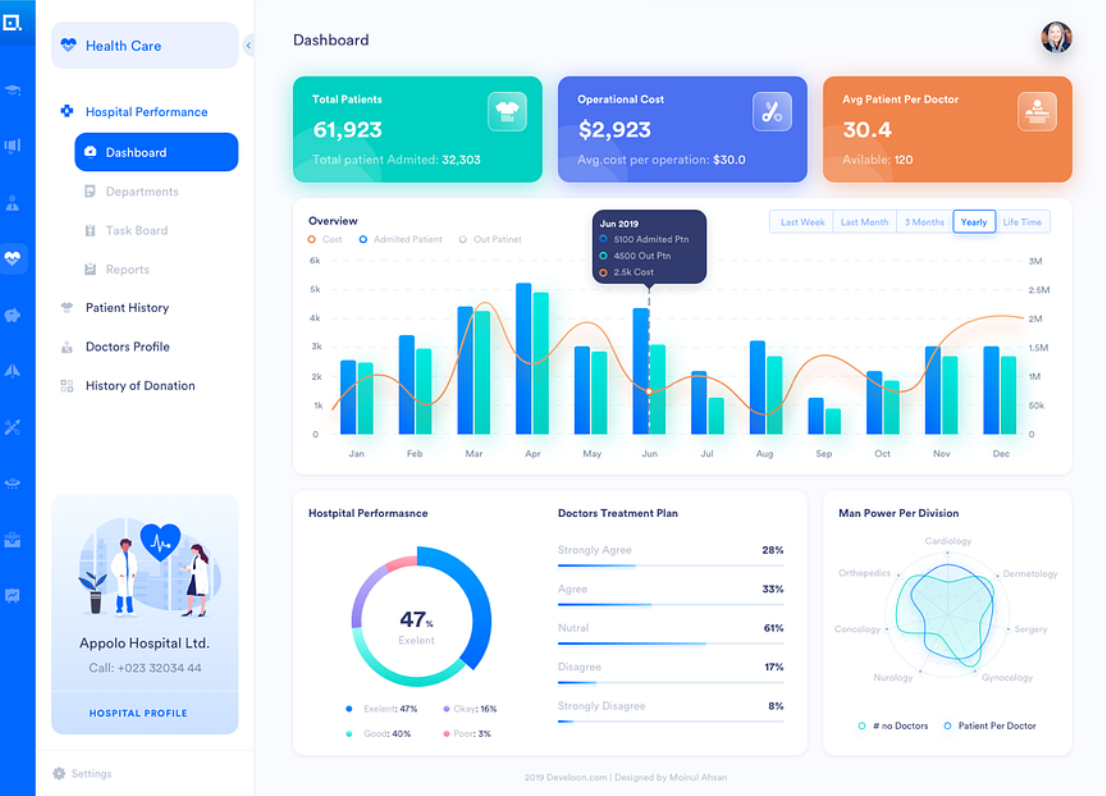 Health Care
Hospital Performance
Dashboard
Departments
Task Board
Reports
Patient History
Doctors Profile
History of Donation
Appolo Hospital Ltd.
Call: +023 32034 44
HOSPITAL PROFILE
Settings
Dashboard
Total Patients
61,923
Total patient Admited: 32,303
Operational Cost
$2,923
Avg.cost per operation: $30.0
Avg Patient Per Doctor
30.4
Avilable: 120
Overview
Cost Admited Patient Out Patinet
Last Week Last Month 3 Months Yearly Life Time
Jun 2019
5100 Admited Ptn
4500 Out Ptn
2.5k Cost
6k 3M
5k 2.5M
4k 2M
3k 1.5M
2k 1M
1k 50k
0 0
Jan Feb Mar Apr May Jun Jul Aug Sep Oct Nov Dec
Hostpital Performasnce
47%
Exelent
Exelent: 47% Okay: 16%
Good: 40% Poor: 3%
Doctors Treatment Plan
Strongly Agree 28%
Agree 33%
Nutral 61%
Disagree 17%
Strongly Disagree 8%
Man Power Per Division
Cardiology
Orthopedics Dermetology
Concology Sergery
Nurology Gynocology
# no Doctors Patient Per Doctor
2019 Develoon.com | Designed by Moinul Ahsan